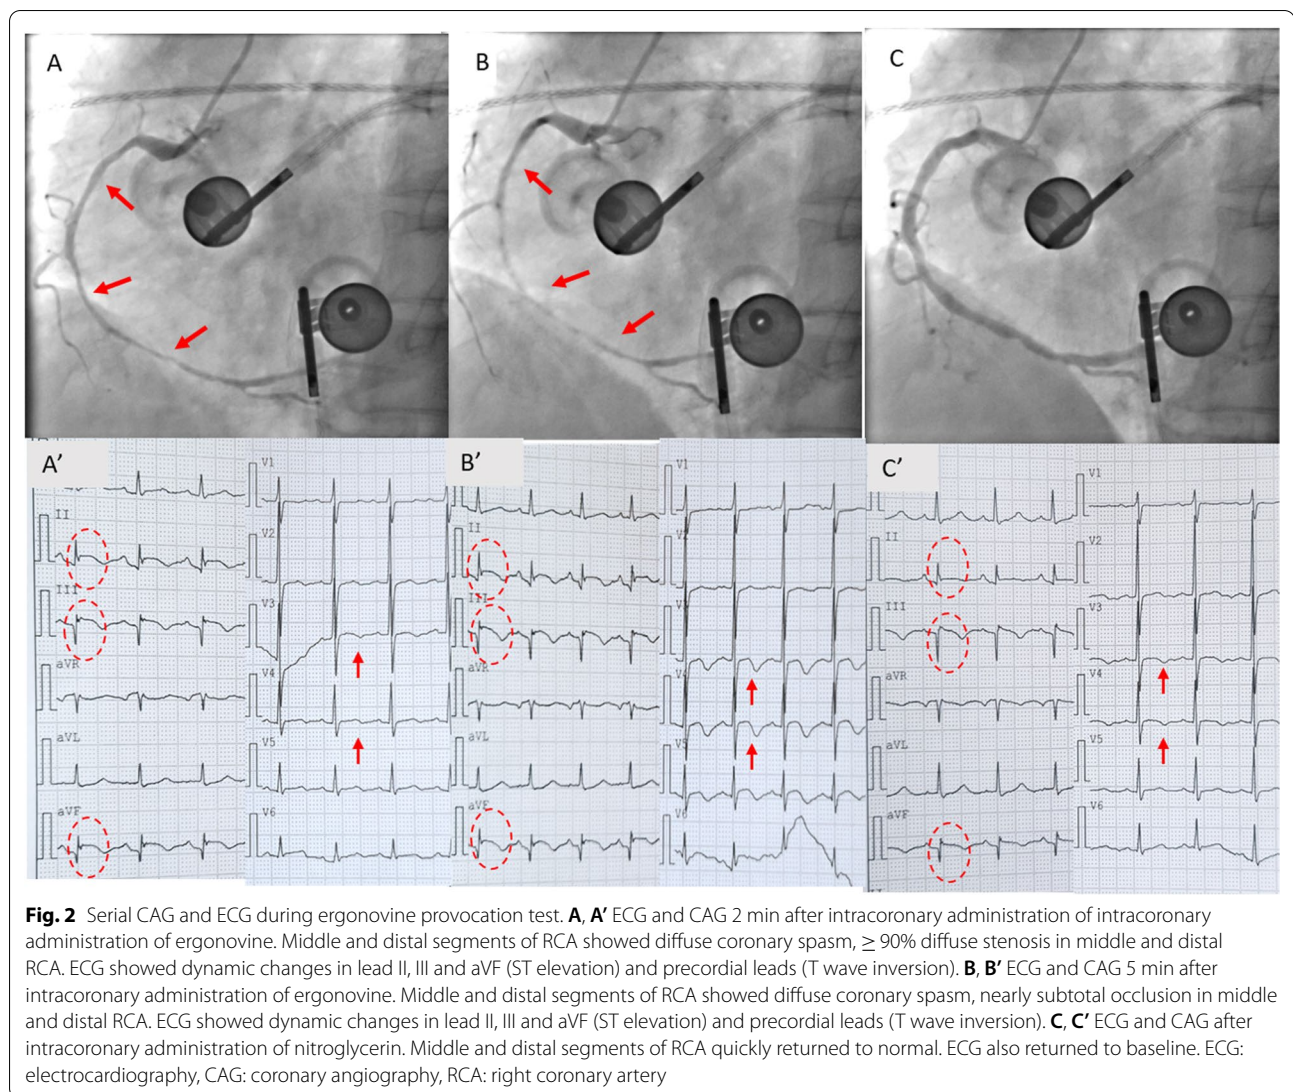 A
B
C
A′
II
III
aVR
aVL
aVF
V1
V2
V3
V4
V5
V6
B′
II
III
aVR
aVL
aVF
V1
V5
V6
C′
II
III
aVR
aVL
aVF
V1
V2
V3
V4
V5
V6
Fig. 2 Serial CAG and ECG during ergonovine provocation test. A, A′ ECG and CAG 2 min after intracoronary administration of intracoronary
administration of ergonovine. Middle and distal segments of RCA showed diffuse coronary spasm, ≥ 90% diffuse stenosis in middle and distal
RCA. ECG showed dynamic changes in lead II, III and aVF (ST elevation) and precordial leads (T wave inversion). B, B′ ECG and CAG 5 min after
intracoronary administration of ergonovine. Middle and distal segments of RCA showed diffuse coronary spasm, nearly subtotal occlusion in middle
and distal RCA. ECG showed dynamic changes in lead II, III and aVF (ST elevation) and precordial leads (T wave inversion). C, C′ ECG and CAG after
intracoronary administration of nitroglycerin. Middle and distal segments of RCA quickly returned to normal. ECG also returned to baseline. ECG:
electrocardiography, CAG: coronary angiography, RCA: right coronary artery